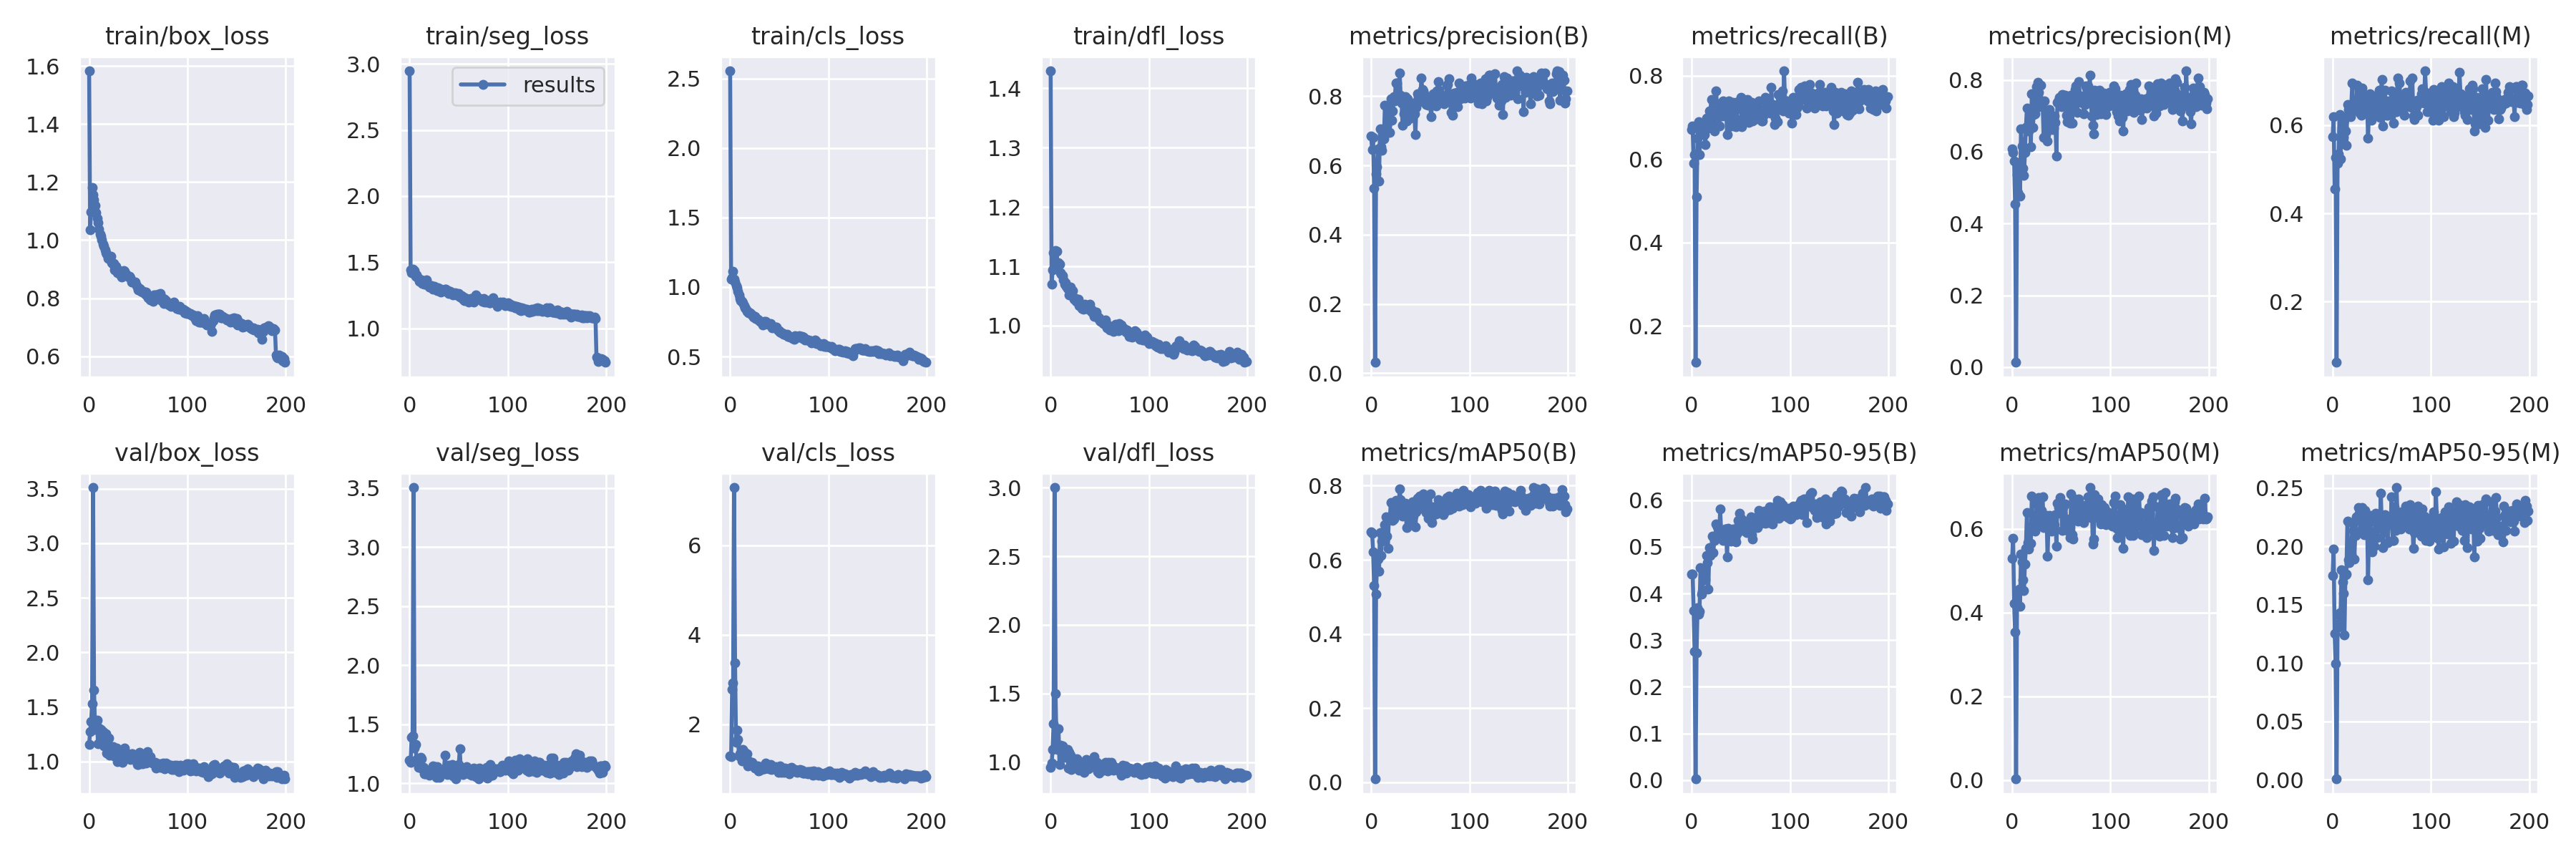 train/box_loss train/seg_loss train/cls_loss train/dfl_loss metrics/precision(B) metrics/recall(B) metrics/precision(M) metrics/recall(M)
results
1.6 1.4 1.2 1.0 0.8 0.6
3.0 2.5 2.0 1.5 1.0
2.5 2.0 1.5 1.0 0.5
1.4 1.3 1.2 1.1 1.0
0.8 0.6 0.4 0.2 0.0
0.8 0.6 0.4 0.2
0.8 0.6 0.4 0.2 0.0
0.6 0.4 0.2
0 100 200 0 100 200 0 100 200 0 100 200 0 100 200 0 100 200 0 100 200 0 100 200
val/box_loss val/seg_loss val/cls_loss val/dfl_loss metrics/mAP50(B) metrics/mAP50-95(B) metrics/mAP50(M) metrics/mAP50-95(M)
3.5 3.0 2.5 2.0 1.5 1.0
3.5 3.0 2.5 2.0 1.5 1.0
6 4 2
3.0 2.5 2.0 1.5 1.0
0.8 0.6 0.4 0.2 0.0
0.6 0.5 0.4 0.3 0.2 0.1 0.0
0.6 0.4 0.2 0.0
0.25 0.20 0.15 0.10 0.05 0.00
0 100 200 0 100 200 0 100 200 0 100 200 0 100 200 0 100 200 0 100 200 0 100 200